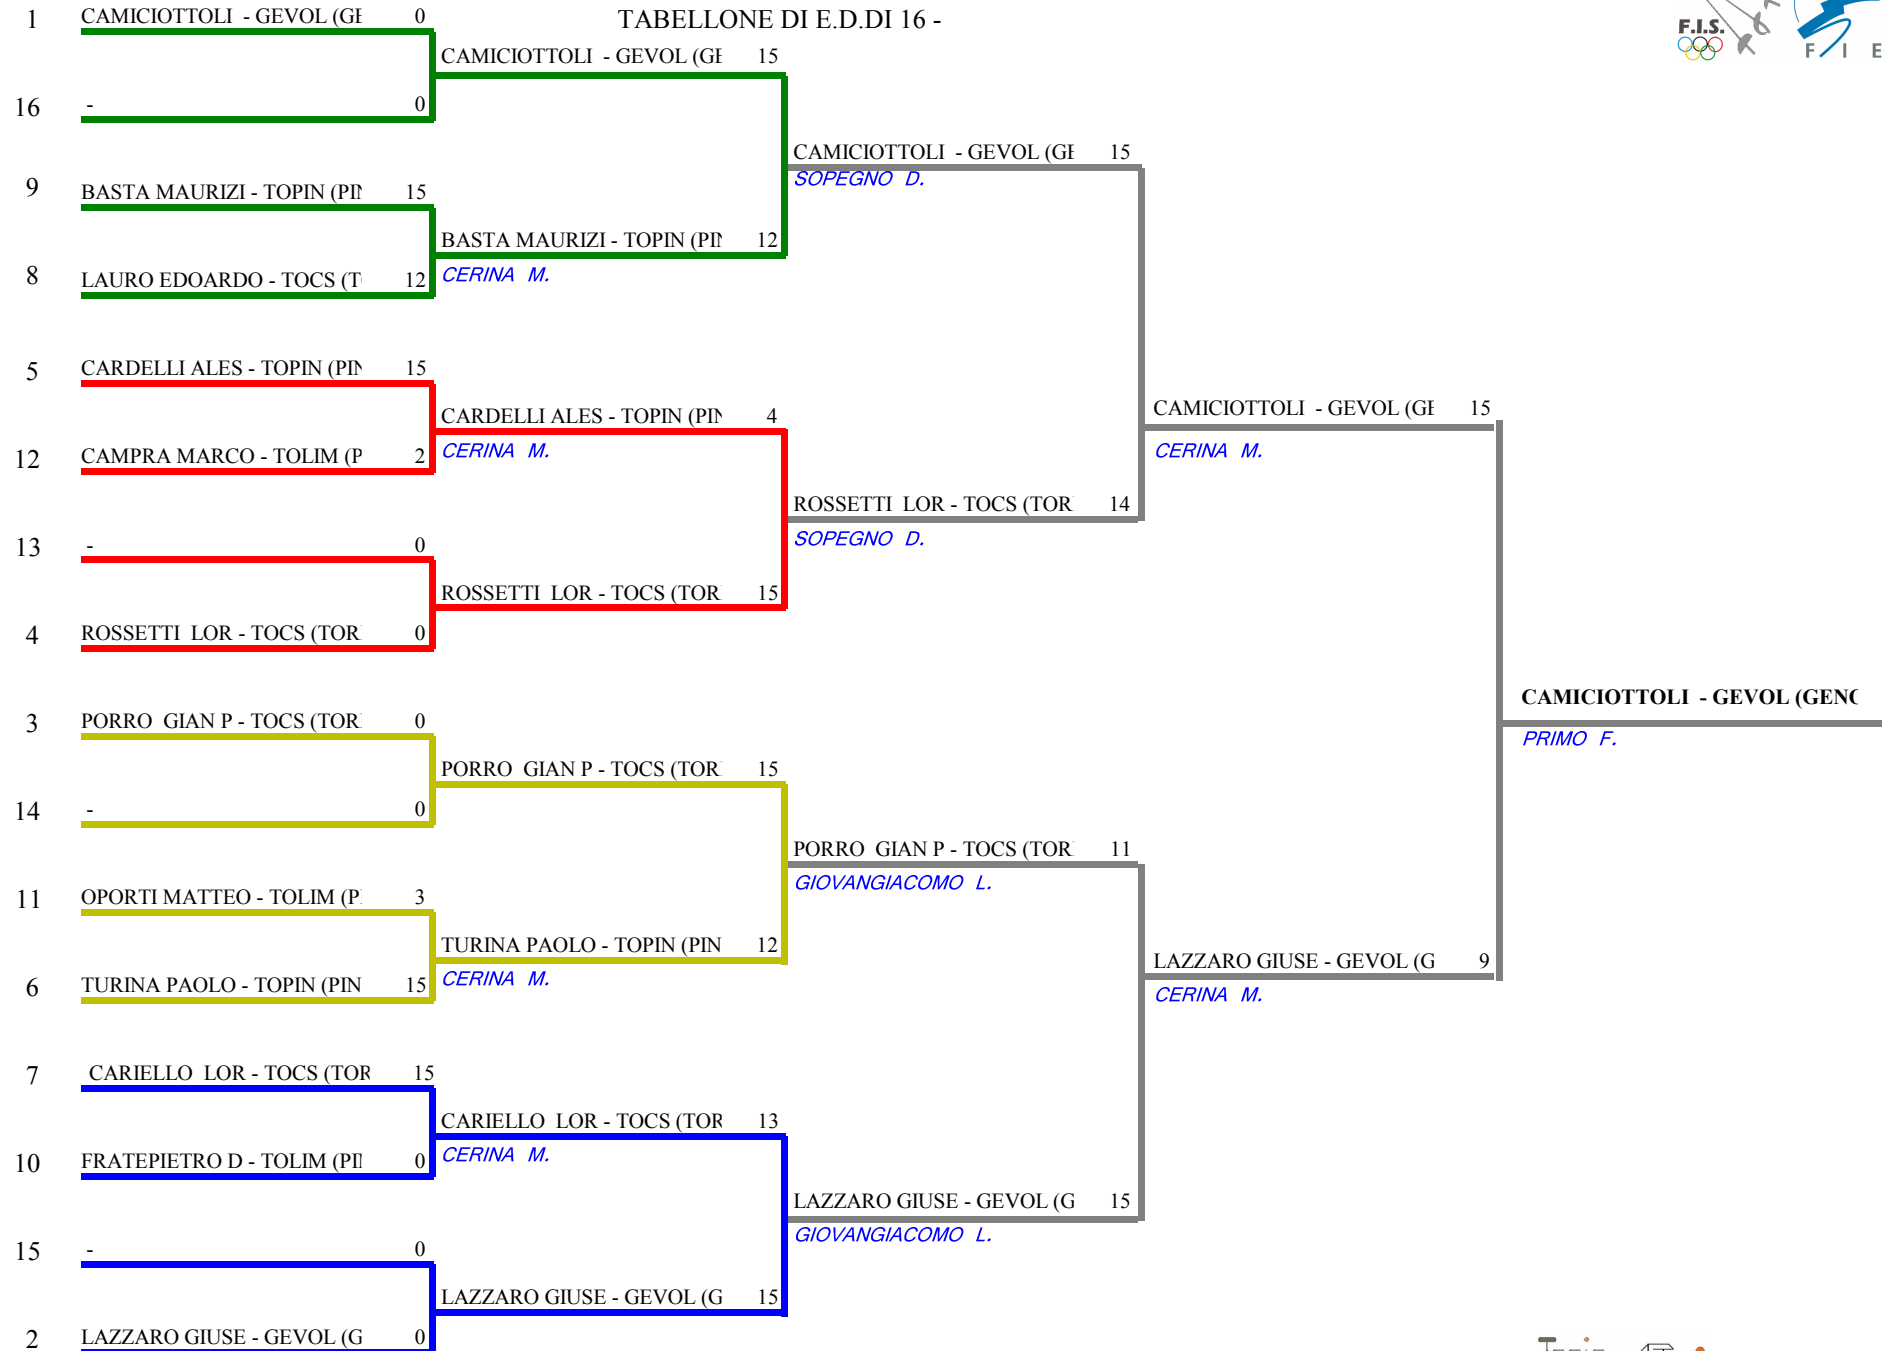 TABELLONE DI E.D.DI 16 -
F.I.S.
F I E
1 CAMICIOTTOLI - GEVOL (GE 0
CAMICIOTTOLI - GEVOL (GE 15
16 - 0
CAMICIOTTOLI - GEVOL (GE 15
SOPEGNO D.
9 BASTA MAURIZI - TOPIN (PIN 15
BASTA MAURIZI - TOPIN (PIN 12
CERINA M.
8 LAURO EDOARDO - TOCS (T 12
5 CARDELLI ALES - TOPIN (PIN 15
CARDELLI ALES - TOPIN (PIN 4
CERINA M.
CAMICIOTTOLI - GEVOL (GE 15
CERINA M.
12 CAMPRA MARCO - TOLIM (P 2
ROSSETTI LOR - TOCS (TOR 14
SOPEGNO D.
13 - 0
ROSSETTI LOR - TOCS (TOR 15
4 ROSSETTI LOR - TOCS (TOR 0
CAMICIOTTOLI - GEVOL (GENO
PRIMO F.
3 PORRO GIAN P - TOCS (TOR 0
PORRO GIAN P - TOCS (TOR 15
14 - 0
PORRO GIAN P - TOCS (TOR 11
GIOVANGIACOMO L.
11 OPORTI MATTEO - TOLIM (P 3
TURINA PAOLO - TOPIN (PIN 12
CERINA M.
LAZZARO GIUSE - GEVOL (G 9
CERINA M.
6 TURINA PAOLO - TOPIN (PIN 15
7 CARIELLO LOR - TOCS (TOR 15
CARIELLO LOR - TOCS (TOR 13
CERINA M.
10 FRATEPIETRO D - TOLIM (PI 0
LAZZARO GIUSE - GEVOL (G 15
GIOVANGIACOMO L.
15 - 0
LAZZARO GIUSE - GEVOL (G 15
2 LAZZARO GIUSE - GEVOL (G 0